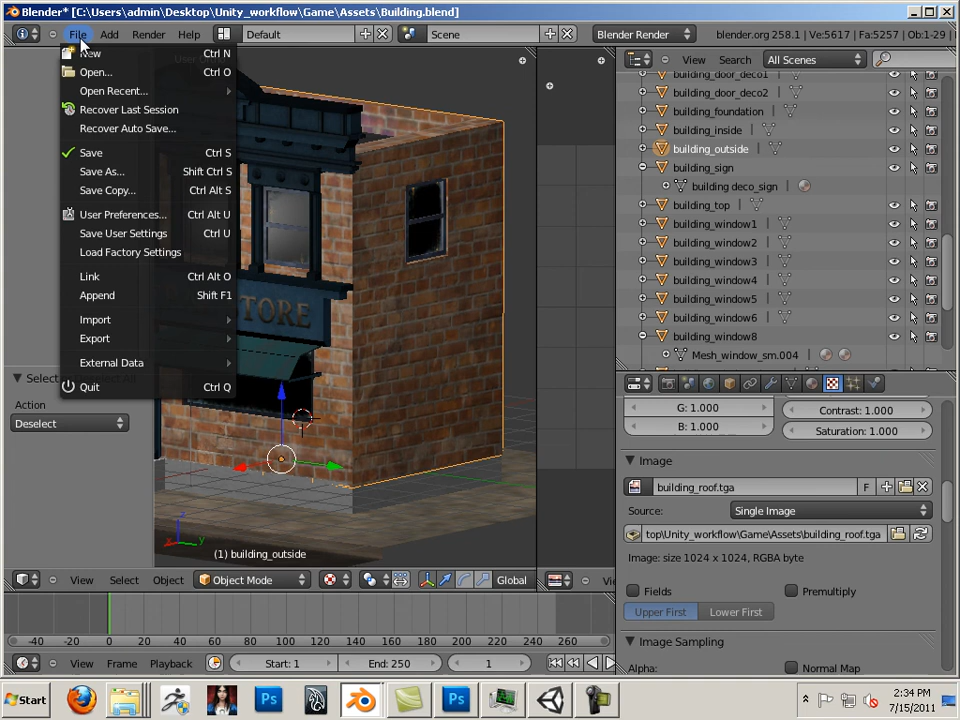 Blender* [C:\Users\admin\Desktop\Unity_workflow\Game\Assets\Building.blend]
File Add Render Help Default Scene Blender Render blender.org 258.1 | Ve:5617 | Fa:5257 | Ob:1-29 |
New Ctrl N
Open... Ctrl O
Open Recent...
Recover Last Session
Recover Auto Save...
Save Ctrl S
Save As... Shift Ctrl S
Save Copy... Ctrl Alt S
User Preferences... Ctrl Alt U
Save User Settings Ctrl U
Load Factory Settings
Link Ctrl Alt O
Append Shift F1
Import
Export
External Data
Quit Ctrl Q
Action
Deselect
TORE
(1) building_outside
View Select Object Object Mode Global
-40 -20 0 20 40 60 80 100 120 140 160 180 200 220 240 260
View Frame Playback Start: 1 End: 250 1
View Search All Scenes
building_door_deco1
building_door_deco2
building_foundation
building_inside
building_outside
building_sign
building deco_sign
building_top
building_window1
building_window2
building_window3
building_window4
building_window5
building_window6
building_window8
Mesh_window_sm.004
G: 1.000 Contrast: 1.000
B: 1.000 Saturation: 1.000
Image
building_roof.tga F
Source: Single Image
top\Unity_workflow\Game\Assets\building_roof.tga
Image: size 1024 x 1024, RGBA byte
Fields Premultiply
Upper First Lower First
Image Sampling
Alpha: Normal Map
Start Ps Ps 2:34 PM
7/15/2011